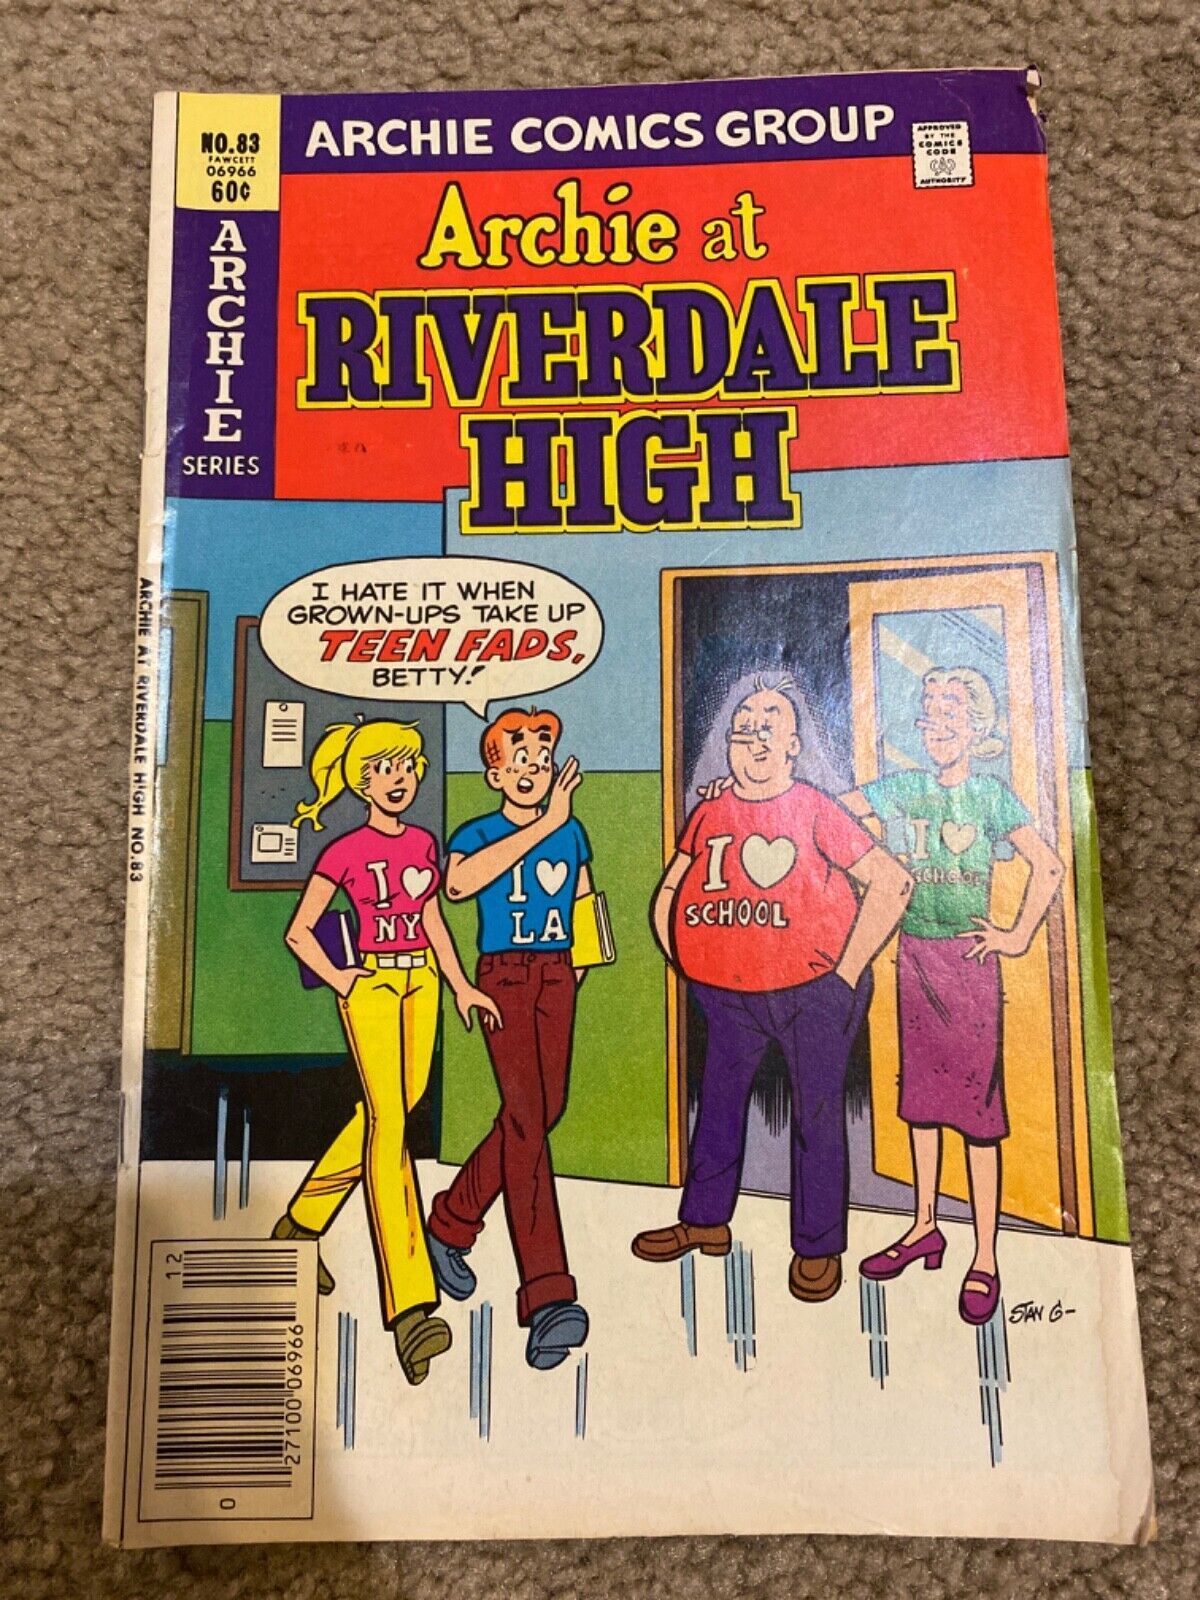 NO.83
FAWCETT
06966
60¢
ARCHIE
SERIES
ARCHIE COMICS GROUP
APPROVED
BY THE
COMICS
CODE
CA
AUTHORITY
Archie at
RIVERDALE
HIGH
I HATE IT WHEN
GROWN-UPS TAKE UP
TEEN FADS,
BETTY!
I ♥
NY
I ♥
LA
I ♥
SCHOOL
I ♥
SCHOOL
ARCHIE AT RIVERDALE HIGH NO.83
STAN G-
12
27100 06966
0